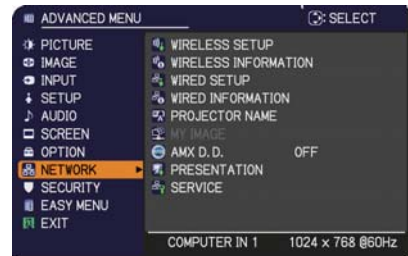 ADVANCED MENU
: SELECT
PICTURE
IMAGE
INPUT
SETUP
AUDIO
SCREEN
OPTION
NETWORK
SECURITY
EASY MENU
EXIT
WIRELESS SETUP
WIRELESS INFORMATION
WIRED SETUP
WIRED INFORMATION
PROJECTOR NAME
MY IMAGE
AMX D.D. OFF
PRESENTATION
SERVICE
COMPUTER IN 1 1024 x 768 @60Hz